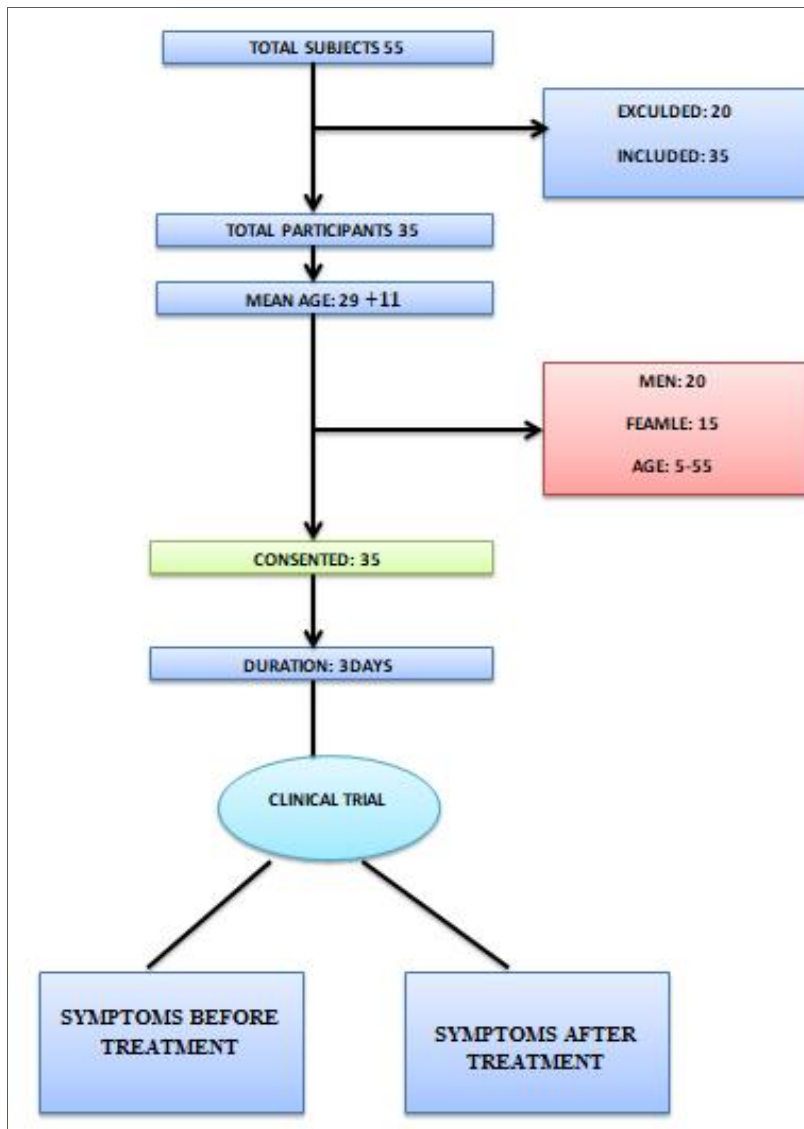 TOTAL SUBJECTS 55
EXCULDED: 20
INCLUDED: 35
TOTAL PARTICIPANTS 35
MEAN AGE: 29 +11
MEN: 20
FEAMLE: 15
AGE: 5-55
CONSENTED: 35
DURATION: 3DAYS
CLINICAL TRIAL
SYMPTOMS BEFORE
TREATMENT
SYMPTOMS AFTER
TREATMENT